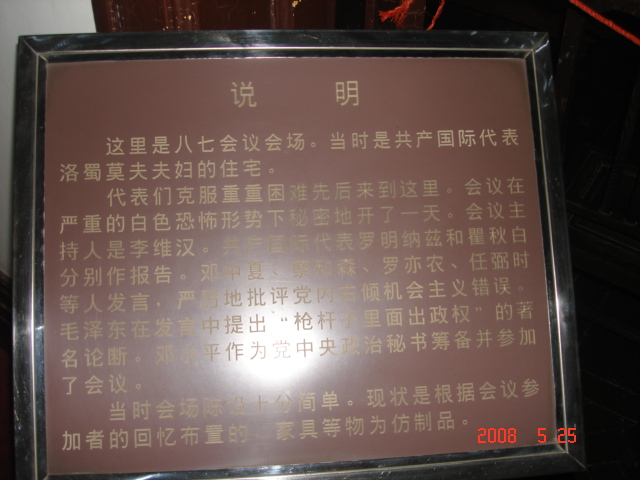 说 明
这里是八七会议会场。当时是共产国际代表
洛蜀莫夫夫妇的住宅。
代表们克服重重困难先后来到这里。会议在
严重的白色恐怖形势下秘密地开了一天。会议主
持人是李维汉。共产国际代表罗明纳兹和瞿秋白
分别作报告。邓中夏、蔡和森、罗亦农、任弼时
等人发言,严厉地批评党内右倾机会主义错误。
毛泽东在发言中提出“枪杆子里面出政权”的著
名论断。邓小平作为党中央政治秘书筹备并参加
了会议。
当时会场陈设十分简单。现状是根据会议参
加者的回忆布置的 家具等物为仿制品。
2008 5 25